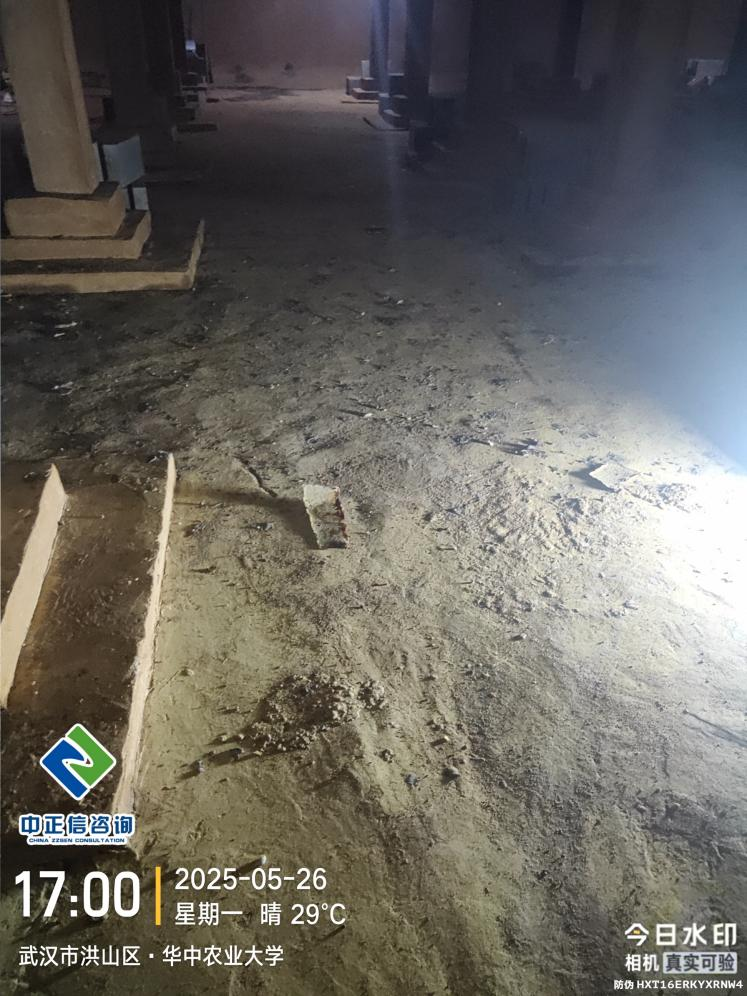 中正信咨询
CHINA ZZSEN CONSULTATION
17:00
2025-05-26
星期一 晴 29℃
武汉市洪山区·华中农业大学
今日水印
相机 真实可验
防伪 HXT16ERKYXRNW4